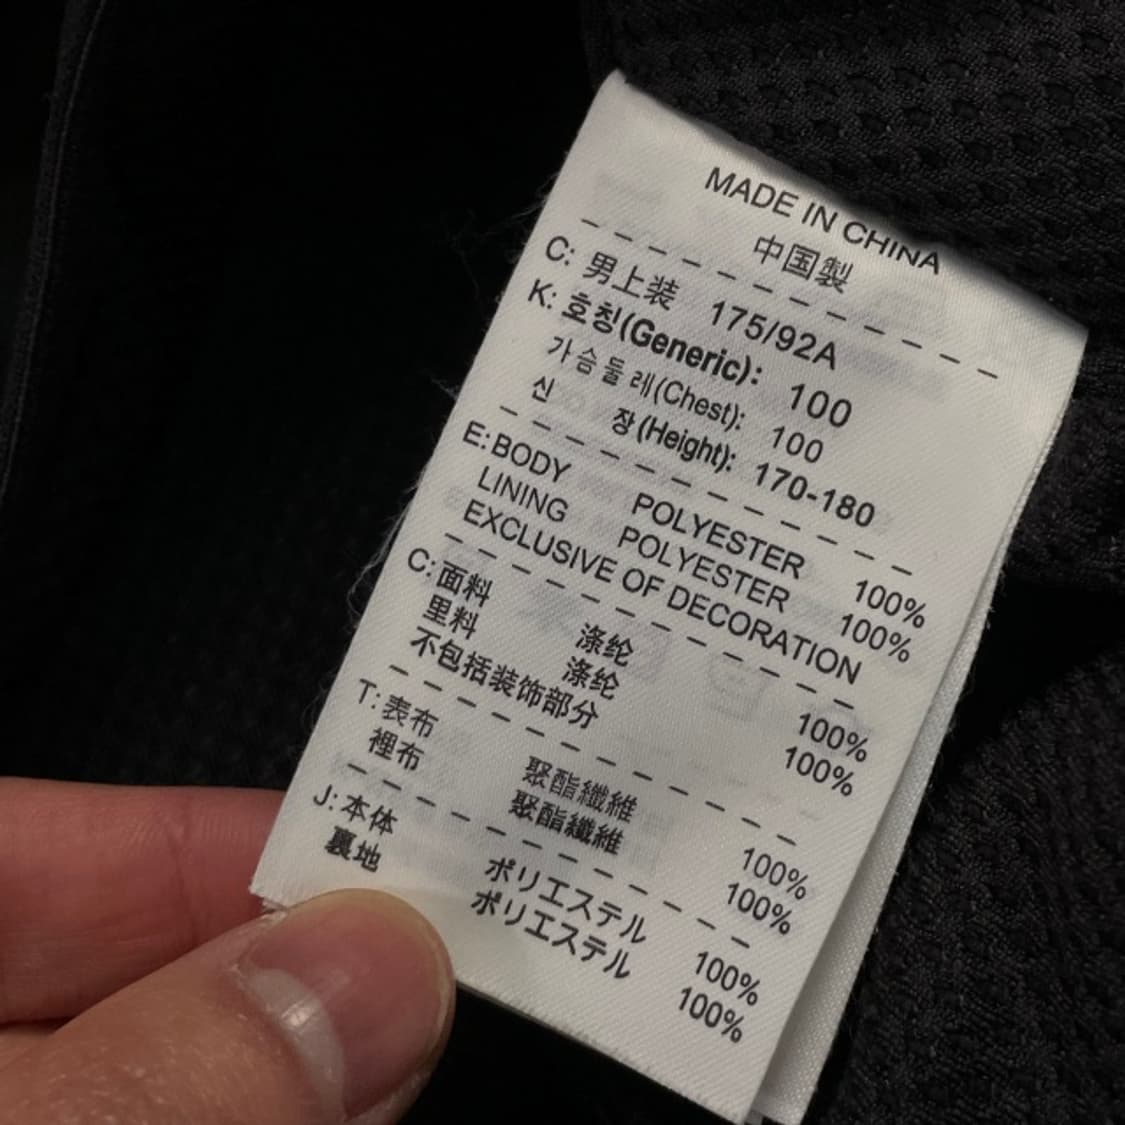 MADE IN CHINA
中国製
C: 男上装 175/92A
K: 호칭(Generic): 100
가슴둘레(Chest): 100
신 장(Height): 170-180
E: BODY POLYESTER 100%
LINING POLYESTER 100%
EXCLUSIVE OF DECORATION
C: 面料 涤纶 100%
里料 涤纶 100%
不包括装饰部分
T: 表布 聚酯纖維 100%
裡布 聚酯纖維 100%
J: 本体 ポリエステル 100%
裏地 ポリエステル 100%